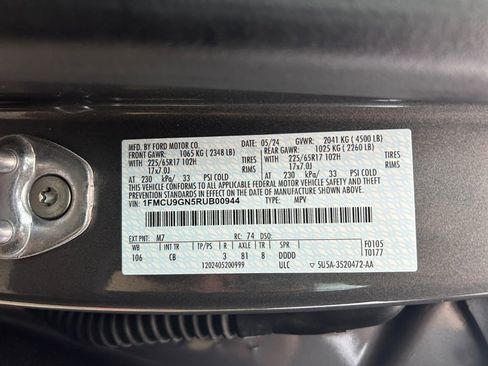 MFD. BY FORD MOTOR CO. 05/24 GVWR: 2041 KG ( 4500 LB)
FRONT GAWR: 1065 KG ( 2348 LB) REAR GAWR: 1025 KG ( 2260 LB)
WITH 225/65R17 102H TIRES WITH 225/65R17 102H TIRES
17x7.0J RIMS 17x7.0J RIMS
AT 230 kPa/ 33 PSI COLD AT 230 kPa/ 33 PSI COLD
THIS VEHICLE CONFORMS TO ALL APPLICABLE FEDERAL MOTOR VEHICLE SAFETY, BUMPER, AND THEFT
PREVENTION STANDARDS IN EFFECT ON THE DATE OF MANUFACTURE SHOWN ABOVE.
VIN: 1FMCU9GN5RUB00944 TYPE: MPV
EXT PNT: M7 RC: 74 DSO: F0105
WB INT TR TP/PS R AXLE TR SPR T0177
106 CB 3 81 8 DDDD
1202405200999 ULC ▽ 5U5A-3520472-AA